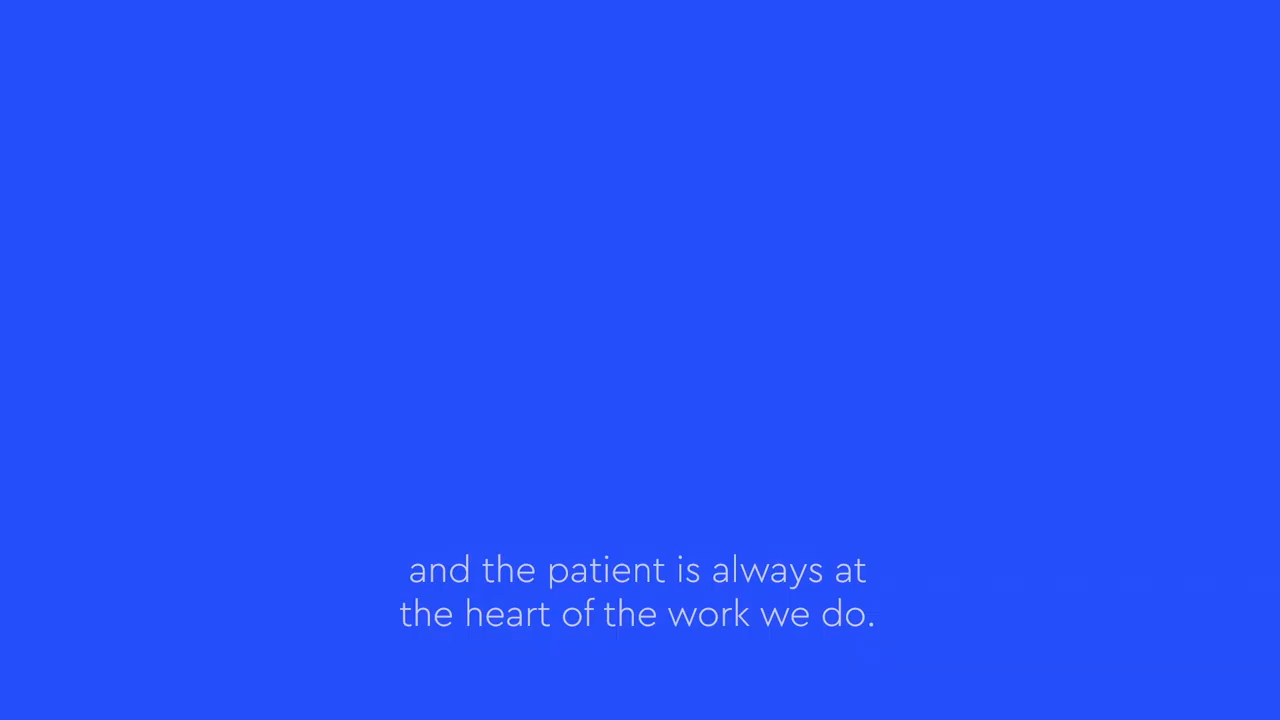 and the patient is always at
the heart of the work we do.